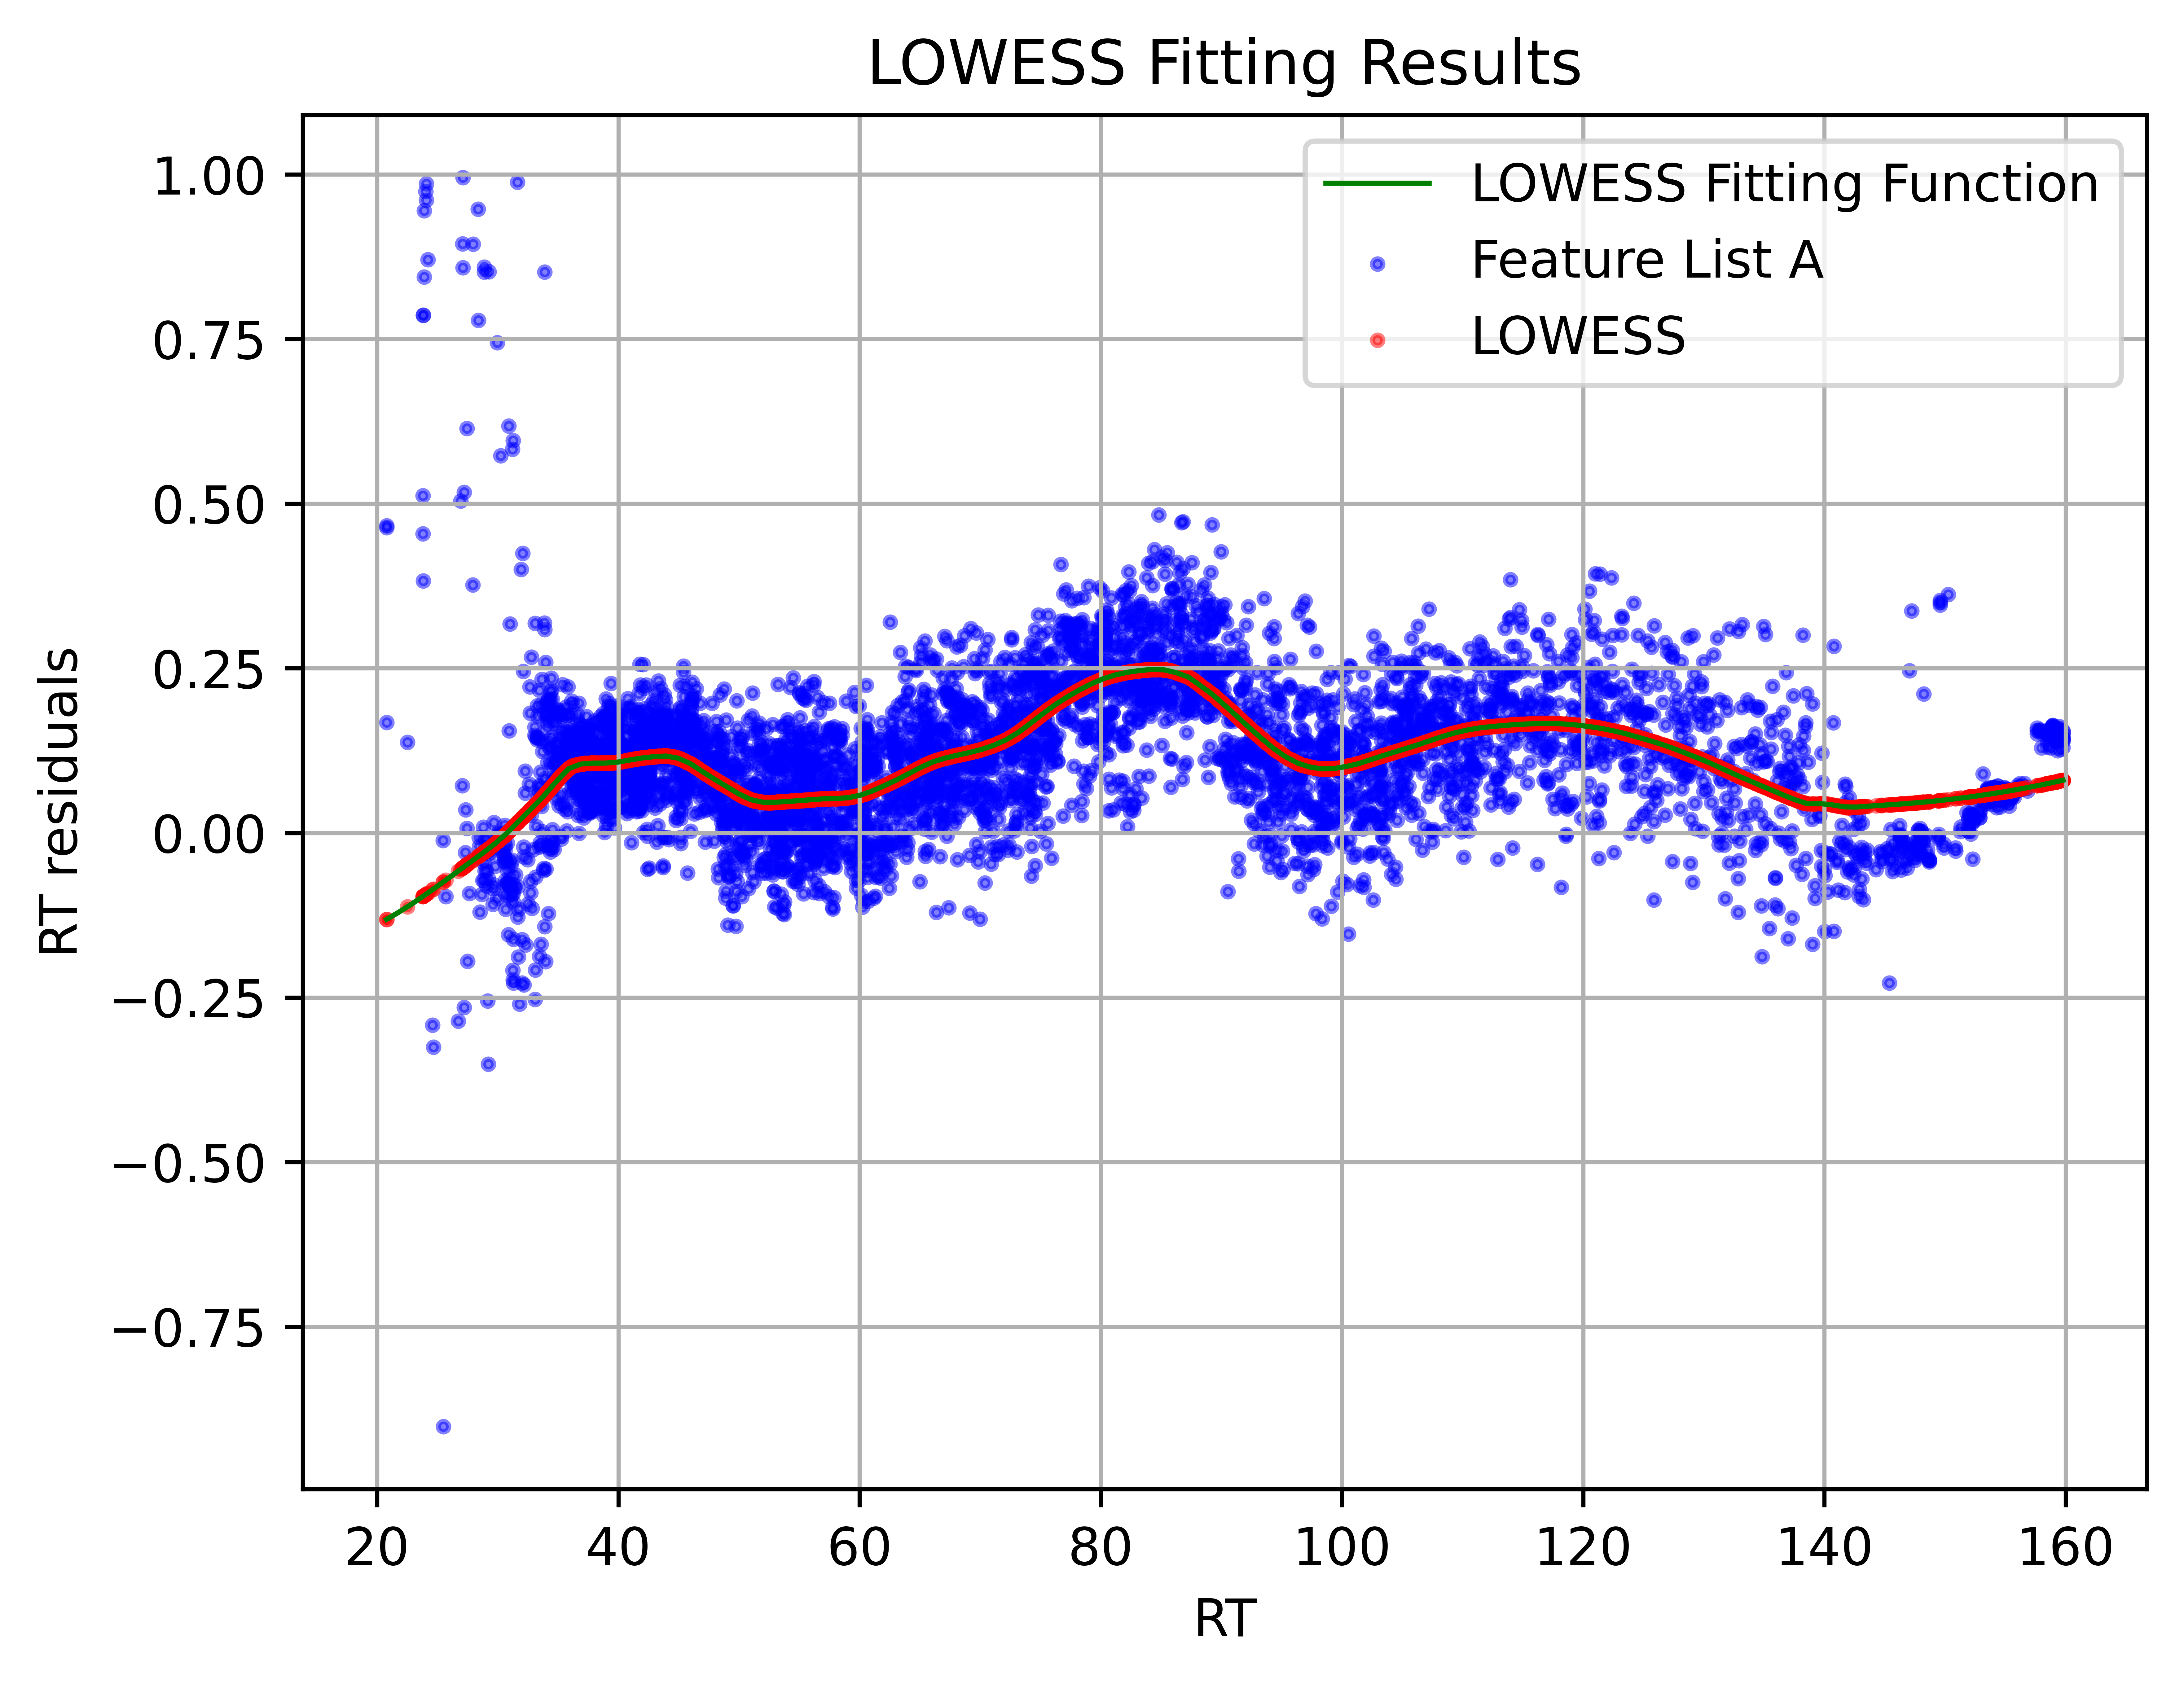 LOWESS Fitting Results
1.00
0.75
0.50
0.25
0.00
−0.25
−0.50
−0.75
RT residuals
LOWESS Fitting Function
Feature List A
LOWESS
20 40 60 80 100 120 140 160
RT